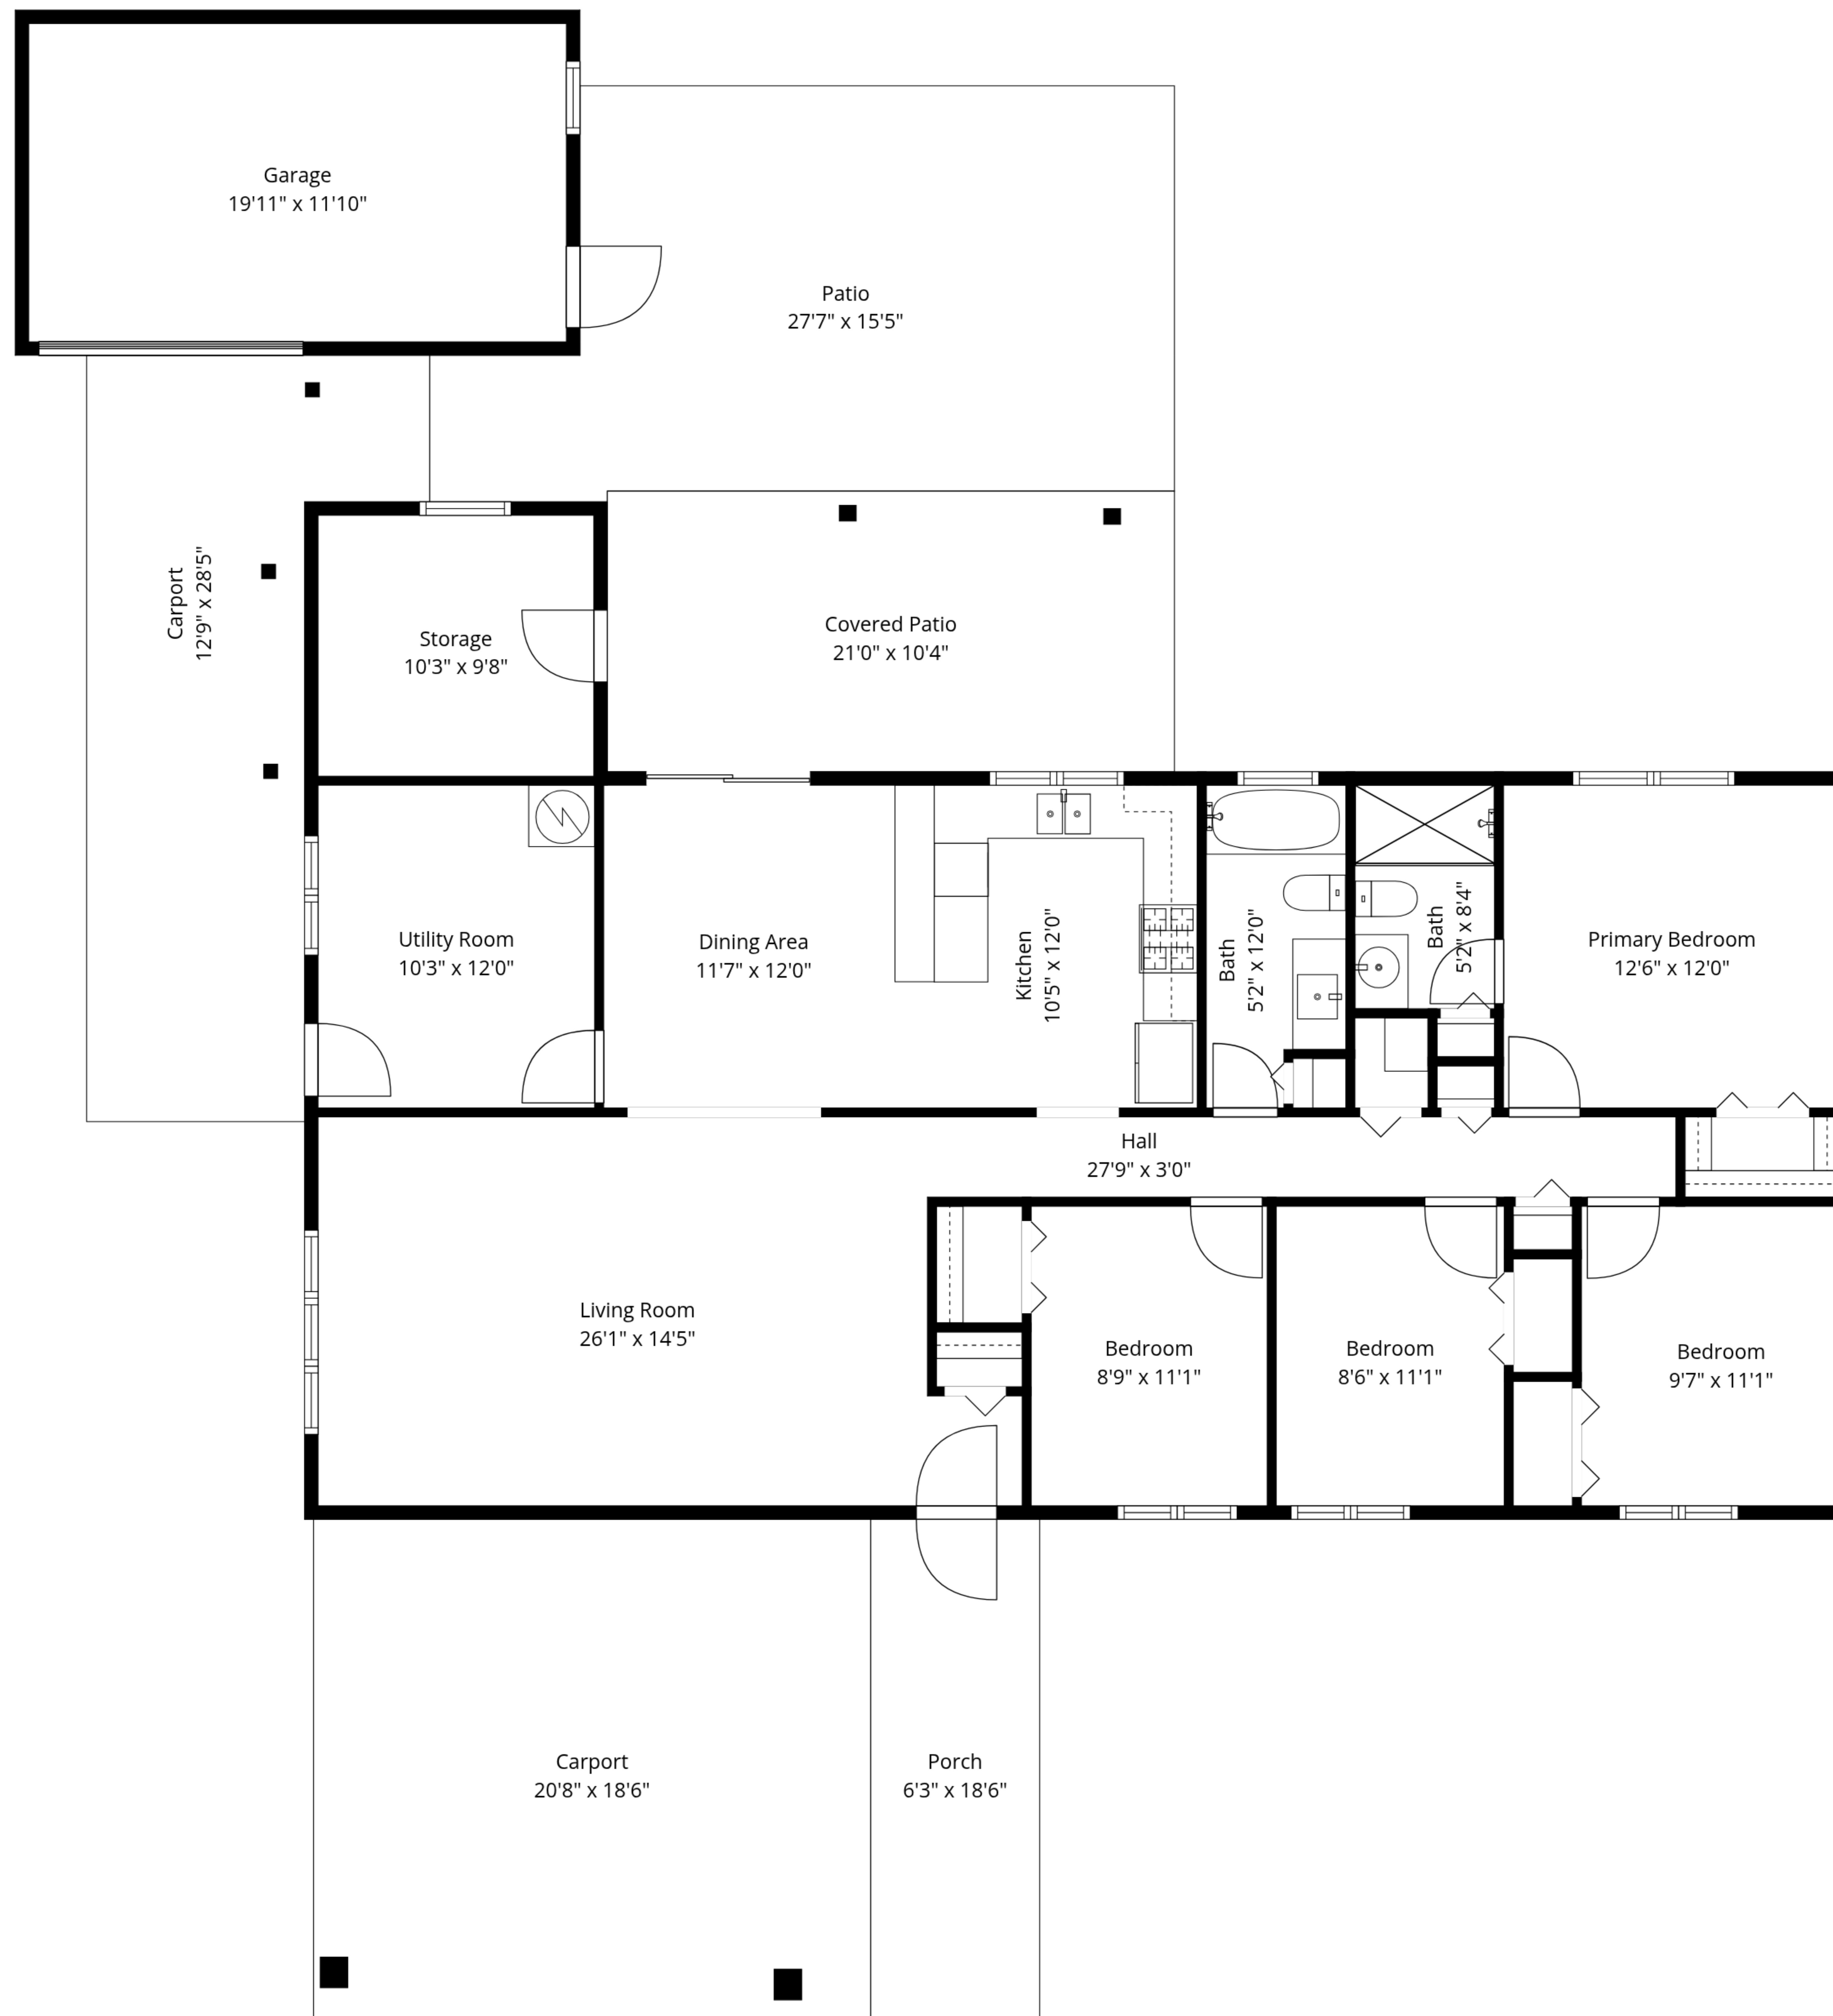 Garage
19'11" x 11'10"
Patio
27'7" x 15'5"
Carport
12'9" x 28'5"
Storage
10'3" x 9'8"
Covered Patio
21'0" x 10'4"
Utility Room
10'3" x 12'0"
Dining Area
11'7" x 12'0"
Kitchen
10'5" x 12'0"
Bath
5'2" x 12'0"
Bath
5'2" x 8'4"
Primary Bedroom
12'6" x 12'0"
Hall
27'9" x 3'0"
Living Room
26'1" x 14'5"
Bedroom
8'9" x 11'1"
Bedroom
8'6" x 11'1"
Bedroom
9'7" x 11'1"
Carport
20'8" x 18'6"
Porch
6'3" x 18'6"